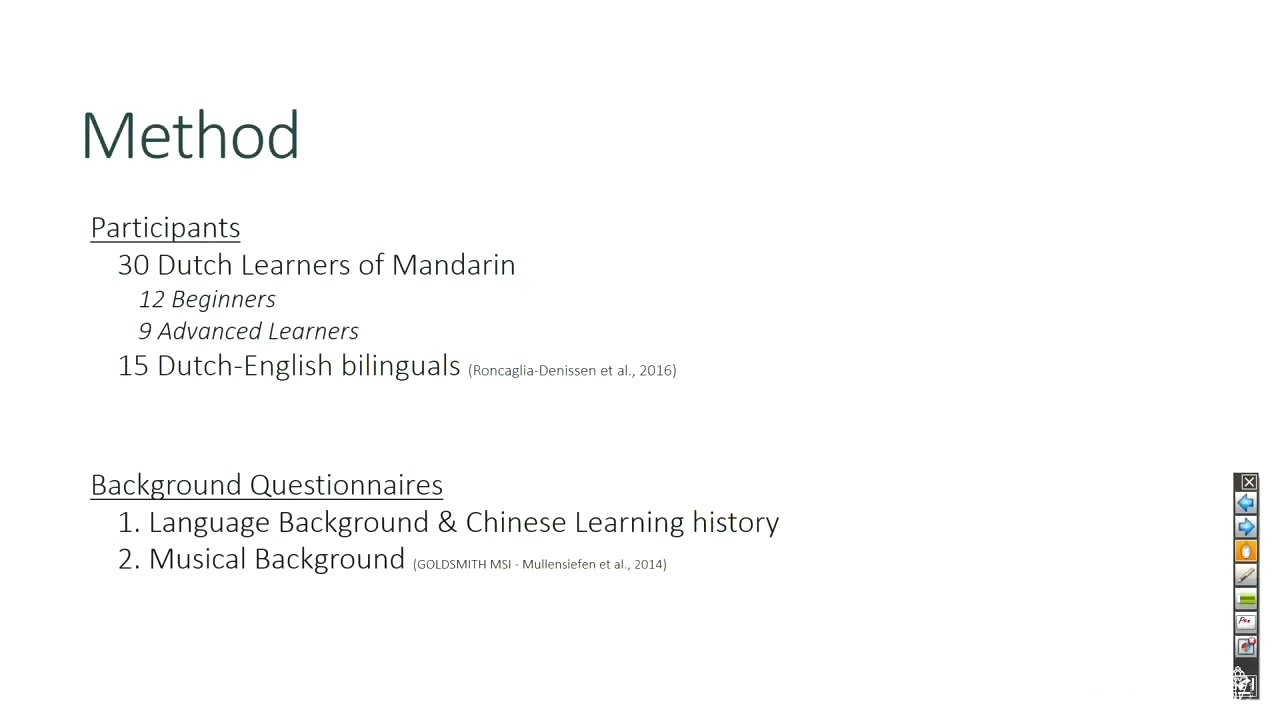 Method
Participants
30 Dutch Learners of Mandarin
12 Beginners
9 Advanced Learners
15 Dutch-English bilinguals (Roncaglia-Denissen et al., 2016)
Background Questionnaires
1. Language Background & Chinese Learning history
2. Musical Background (GOLDSMITH MSI - Mullensiefen et al., 2014)
Pen